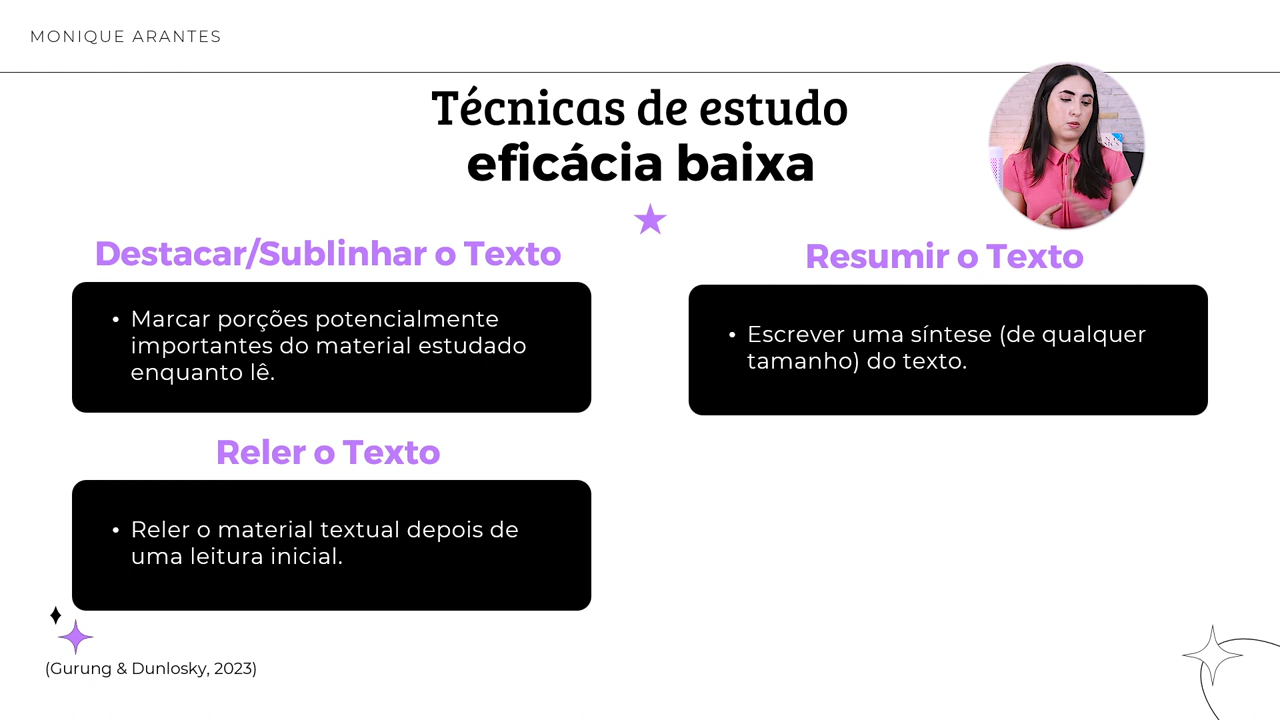 MONIQUE ARANTES
Técnicas de estudo
eficácia baixa
Destacar/Sublinhar o Texto
• Marcar porções potencialmente
importantes do material estudado
enquanto lê.
Resumir o Texto
• Escrever uma síntese (de qualquer
tamanho) do texto.
Reler o Texto
• Reler o material textual depois de
uma leitura inicial.
(Gurung & Dunlosky, 2023)